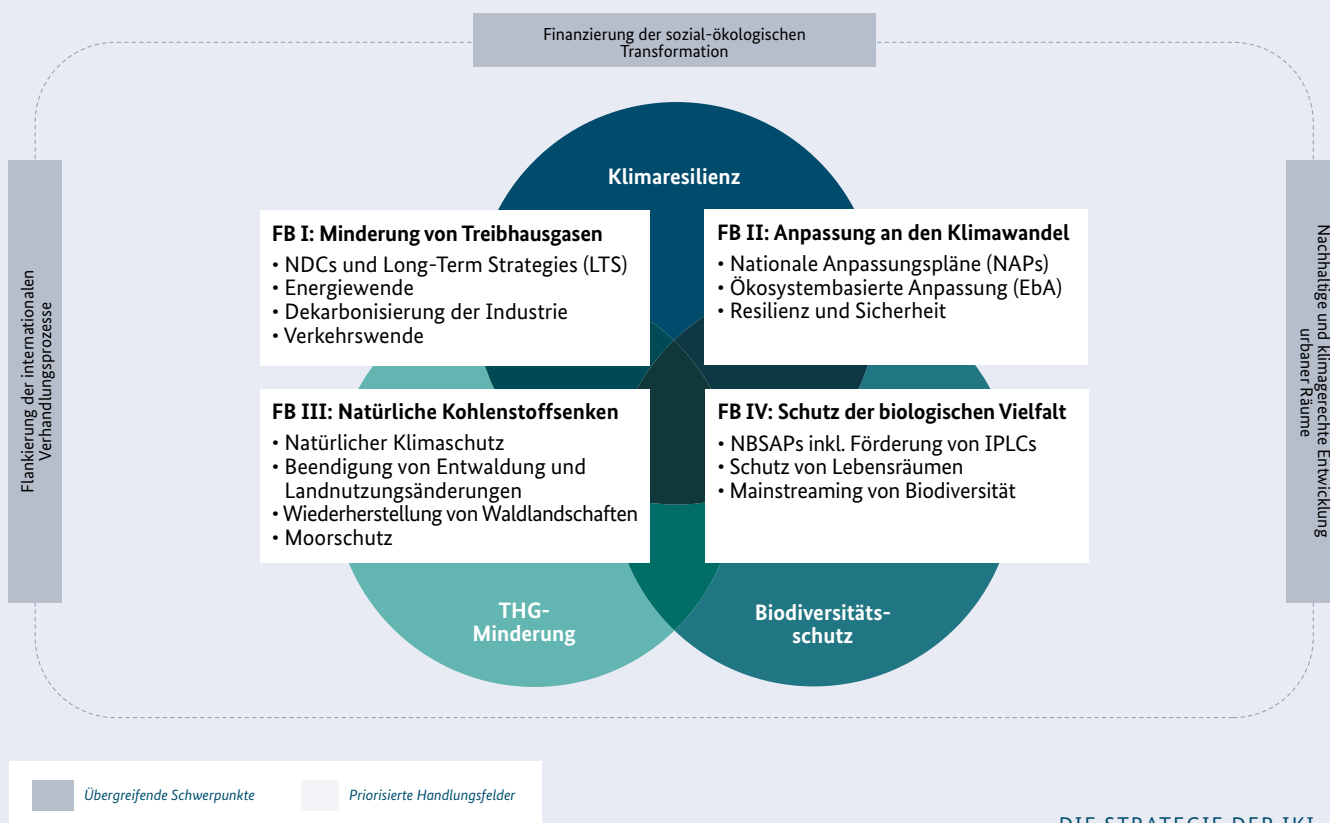 Finanzierung der sozial-ökologischen
Transformation
Flankierung der internationalen
Verhandlungsprozesse
Klimaresilienz
FB I: Minderung von Treibhausgasen
• NDCs und Long-Term Strategies (LTS)
• Energiewende
• Dekarbonisierung der Industrie
• Verkehrswende
FB II: Anpassung an den Klimawandel
• Nationale Anpassungspläne (NAPs)
• Ökosystembasierte Anpassung (EbA)
• Resilienz und Sicherheit
FB III: Natürliche Kohlenstoffsenken
• Natürlicher Klimaschutz
• Beendigung von Entwaldung und
Landnutzungsänderungen
• Wiederherstellung von Waldlandschaften
• Moorschutz
FB IV: Schutz der biologischen Vielfalt
• NBSAPs inkl. Förderung von IPLCs
• Schutz von Lebensräumen
• Mainstreaming von Biodiversität
THG-
Minderung
Biodiversitäts-
schutz
Nachhaltige und klimagerechte Entwicklung
urbaner Räume
Übergreifende Schwerpunkte
Priorisierte Handlungsfelder
DIE STRATEGIE DER IKI